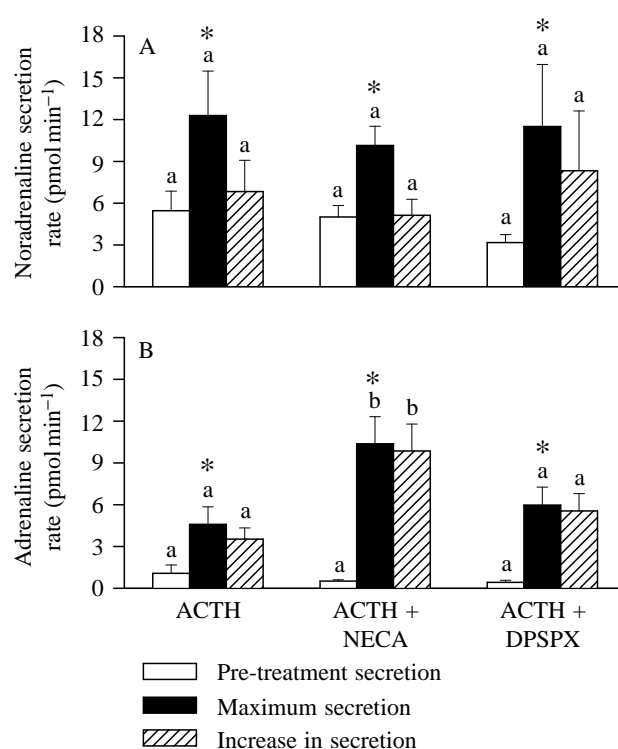 Noradrenaline secretion
rate (pmol min⁻¹)
18
15
12
9
6
3
0
A
a
*
a
a
a
*
a
a
a
*
a
a
Adrenaline secretion
rate (pmol min⁻¹)
18
15
12
9
6
3
0
B
a
*
a
a
a
*
b
b
a
*
a
a
ACTH
ACTH +
NECA
ACTH +
DPSPX
Pre-treatment secretion
Maximum secretion
Increase in secretion